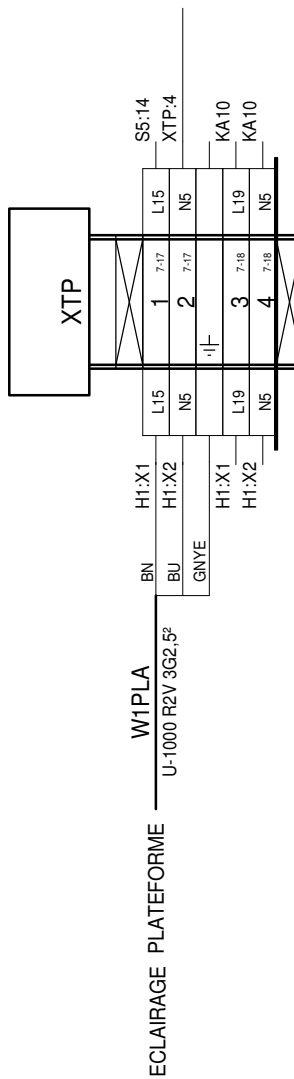 XTP
S5:14
XTP:4
KA10
KA10
L15
N5
L19
N5
7-17
7-17
7-18
7-18
1
2
3
4
L15
N5
L19
N5
H1:X1
H1:X2
H1:X1
H1:X2
BN
BU
GNYE
W1PLA
U-1000 R2V 3G2,5²
ECLAIRAGE PLATEFORME